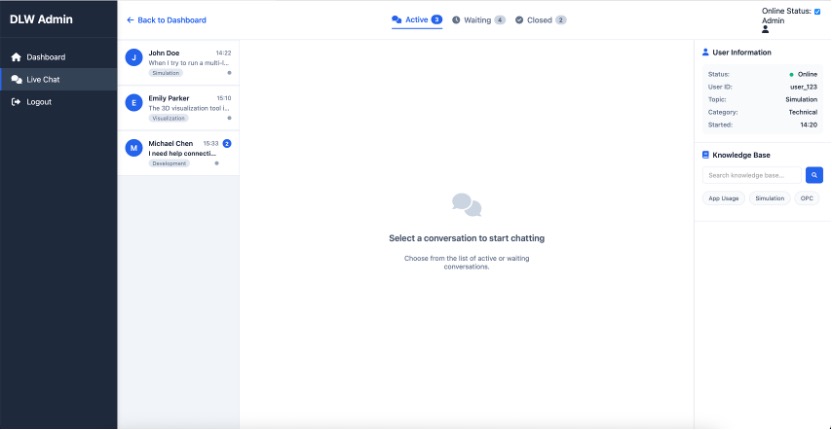 DLW Admin
Dashboard
Live Chat
Logout
Back to Dashboard
Active 3
Waiting 4
Closed 2
Online Status:
Admin
J
John Doe 14:22
When I try to run a multi-i...
Simulation
E
Emily Parker 15:10
The 3D visualization tool i...
Visualization
M
Michael Chen 15:33 2
I need help connecti...
Development
Select a conversation to start chatting
Choose from the list of active or waiting
conversations.
User Information
Status: Online
User ID: user_123
Topic: Simulation
Category: Technical
Started: 14:20
Knowledge Base
Search knowledge base...
App Usage Simulation OPC